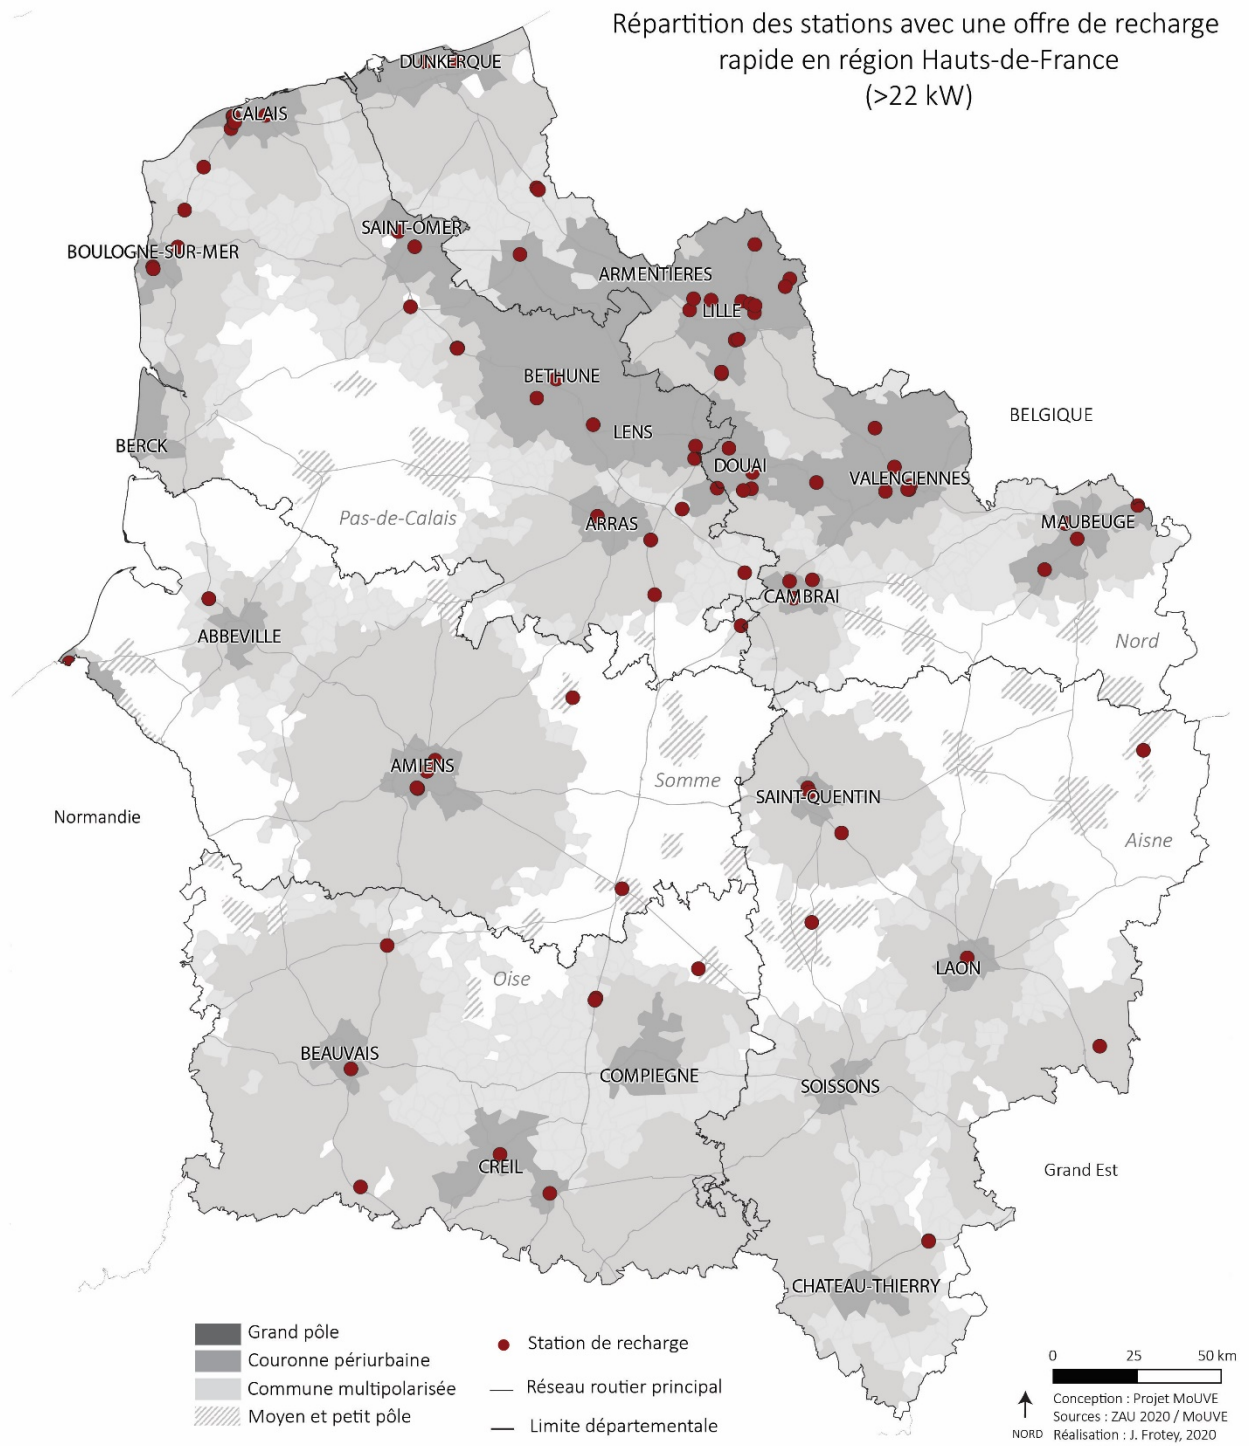 Répartition des stations avec une offre de recharge
rapide en région Hauts-de-France
(>22 kW)
DUNKERQUE
CALAIS
SAINT-OMER
BOULOGNE-SUR-MER
ARMENTIERES
LILLE
BETHUNE
BELGIQUE
LENS
BERCK
DOUAI
VALENCIENNES
Pas-de-Calais
ARRAS
MAUBEUGE
CAMBRAI
ABBEVILLE
Nord
AMIENS
Somme
SAINT-QUENTIN
Normandie
Aisne
Oise
LAON
BEAUVAIS
COMPIEGNE
SOISSONS
CREIL
Grand Est
CHATEAU-THIERRY
Grand pôle
Couronne périurbaine
Commune multipolarisée
Moyen et petit pôle
Station de recharge
Réseau routier principal
Limite départementale
0 25 50 km
NORD
Conception : Projet MoUVE
Sources : ZAU 2020 / MoUVE
Réalisation : J. Frotey, 2020